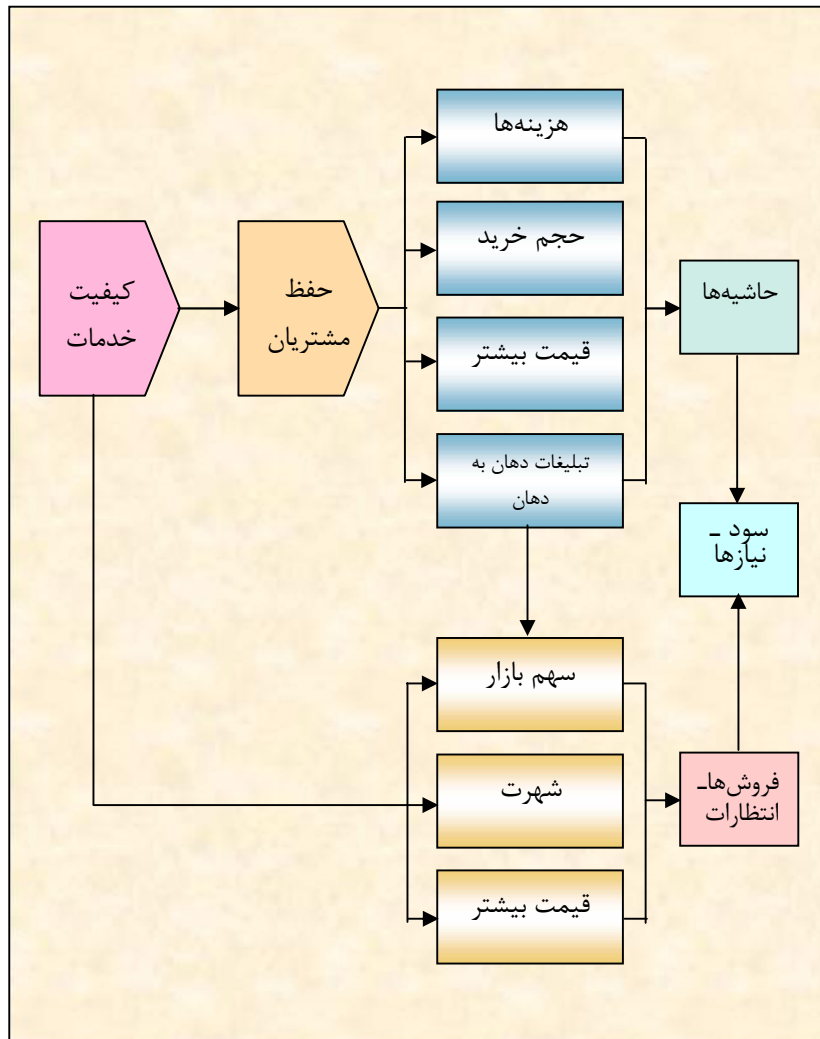 هزینه‌ها
حجم خرید
قیمت بیشتر
تبلیغات دهان به
دهان
کیفیت
خدمات
حفظ
مشتریان
حاشیه‌ها
سود ـ
نیازها
سهم بازار
شهرت
قیمت بیشتر
فروش‌هاـ
انتظارات